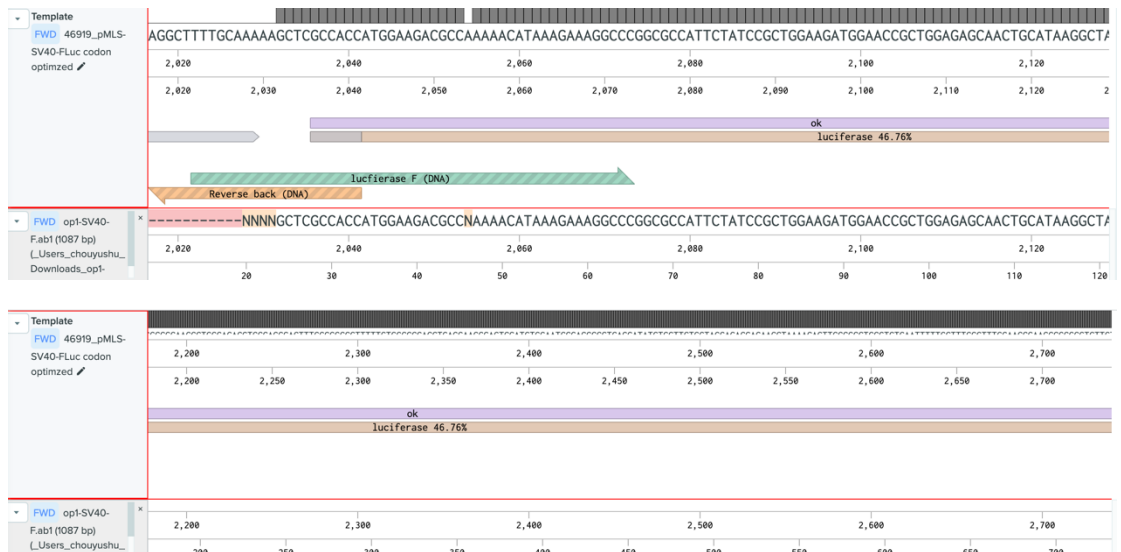 Template
FWD 46919_pMLS-
SV40-FLuc codon
optimzed
AGGCTTTTGCAAAAAGCTCGCCACCATGGAAGACGCCAAAAACATAAAGAAAGGCCCGGCGCCATTCTATCCGCTGGAAGATGGAACCGCTGGAGAGCAACTGCATAAGGCTA
2,020 2,040 2,060 2,080 2,100 2,120
2,020 2,030 2,040 2,050 2,060 2,070 2,080 2,090 2,100 2,110 2,120 2
ok
luciferase 46.76%
lucfierase F (DNA)
Reverse back (DNA)
FWD op1-SV40-
F.ab1 (1087 bp)
(_Users_chouyushu_
Downloads_op1-
×
-----------NNNNGCTCGCCACCATGGAAGACGCCNAAAACATAAAGAAAGGCCCGGCGCCATTCTATCCGCTGGAAGATGGAACCGCTGGAGAGCAACTGCATAAGGCTA
2,020 2,040 2,060 2,080 2,100 2,120
20 30 40 50 60 70 80 90 100 110 120
Template
FWD 46919_pMLS-
SV40-FLuc codon
optimzed
2,200 2,300 2,400 2,500 2,600 2,700
2,200 2,250 2,300 2,350 2,400 2,450 2,500 2,550 2,600 2,650 2,700
ok
luciferase 46.76%
FWD op1-SV40-
F.ab1 (1087 bp)
(_Users_chouyushu_
×
2,200 2,300 2,400 2,500 2,600 2,700
200 250 300 350 400 450 500 550 600 650 700